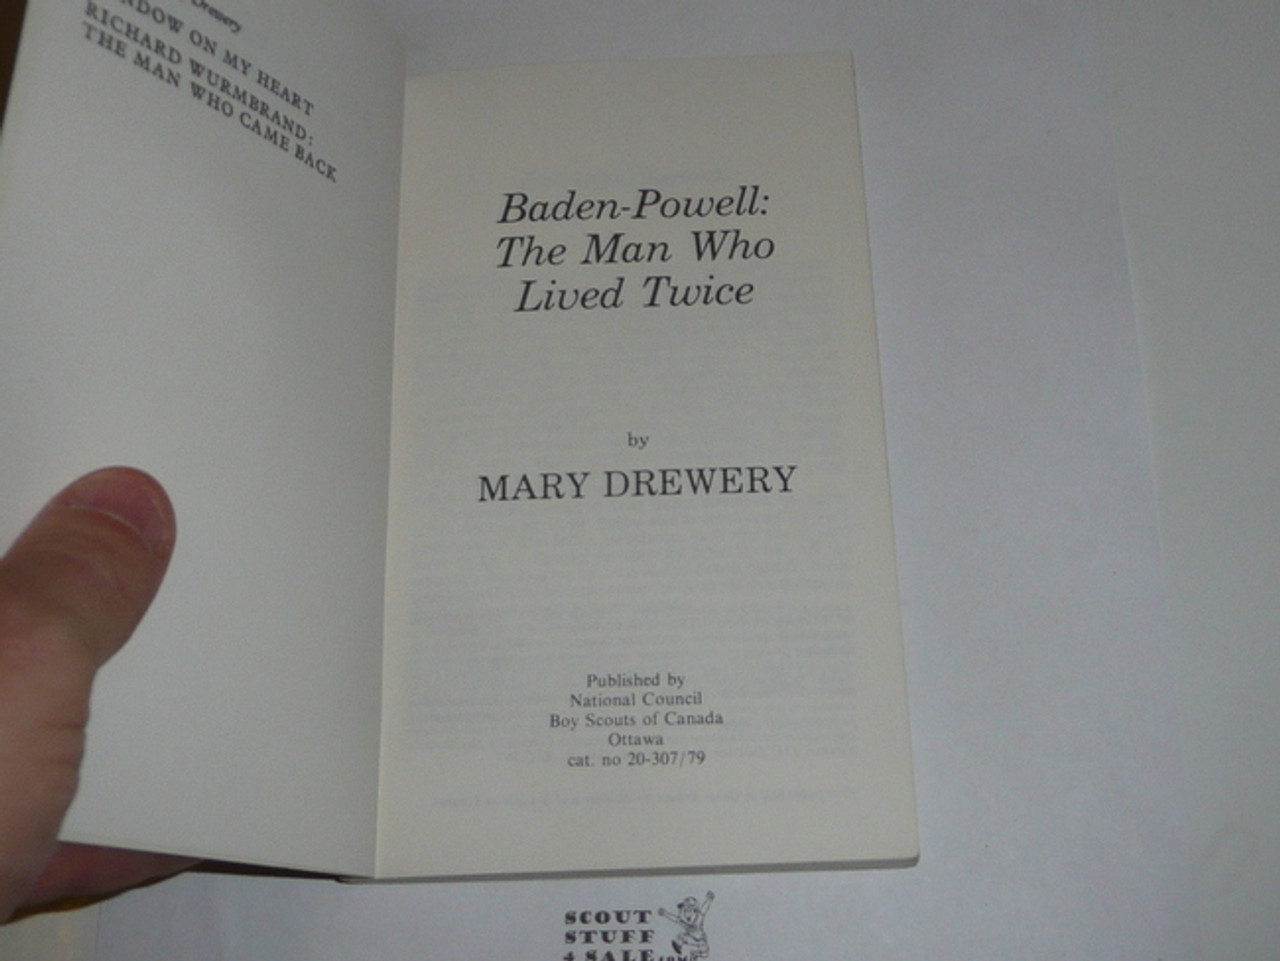 Drewery
NDOW ON MY HEART
RICHARD WURMBRAND:
THE MAN WHO CAME BACK
Baden-Powell:
The Man Who
Lived Twice
by
MARY DREWERY
Published by
National Council
Boy Scouts of Canada
Ottawa
cat. no 20-307/79
SCOUT
STUFF
4 SALE.COM